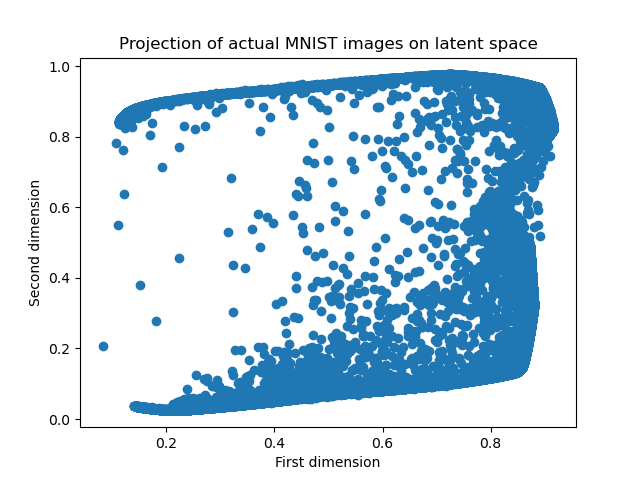 Projection of actual MNIST images on latent space
1.0
0.8
0.6
0.4
0.2
0.0
Second dimension
0.2 0.4 0.6 0.8
First dimension